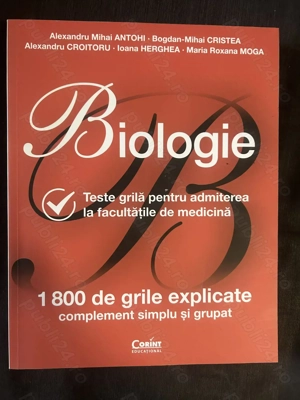 Alexandru Mihai ANTOHI · Bogdan-Mihai CRISTEA
Alexandru CROITORU · Ioana HERGHEA · Maria Roxana MOGA
Biologie
B
Teste grilă pentru admiterea
la facultățile de medicină
1 800 de grile explicate
complement simplu și grupat
CORINT
EDUCAȚIONAL